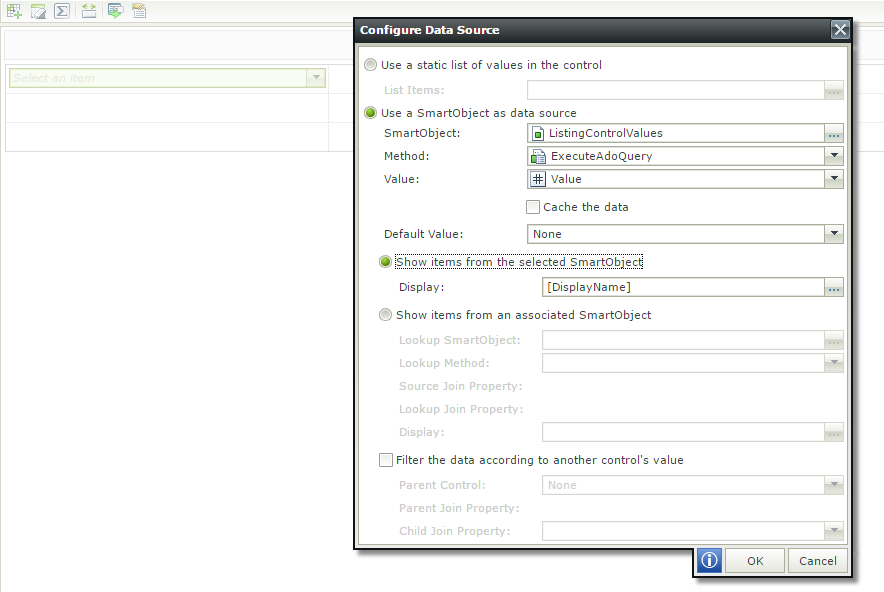 Configure Data Source
Select an item
Use a static list of values in the control
List Items:
...
Use a SmartObject as data source
SmartObject: ListingControlValues ...
Method: ExecuteAdoQuery
Value: Value
Cache the data
Default Value: None
Show items from the selected SmartObject
Display: [DisplayName] ...
Show items from an associated SmartObject
Lookup SmartObject: ...
Lookup Method:
Source Join Property:
Lookup Join Property:
Display: ...
Filter the data according to another control's value
Parent Control: None
Parent Join Property:
Child Join Property:
OK Cancel